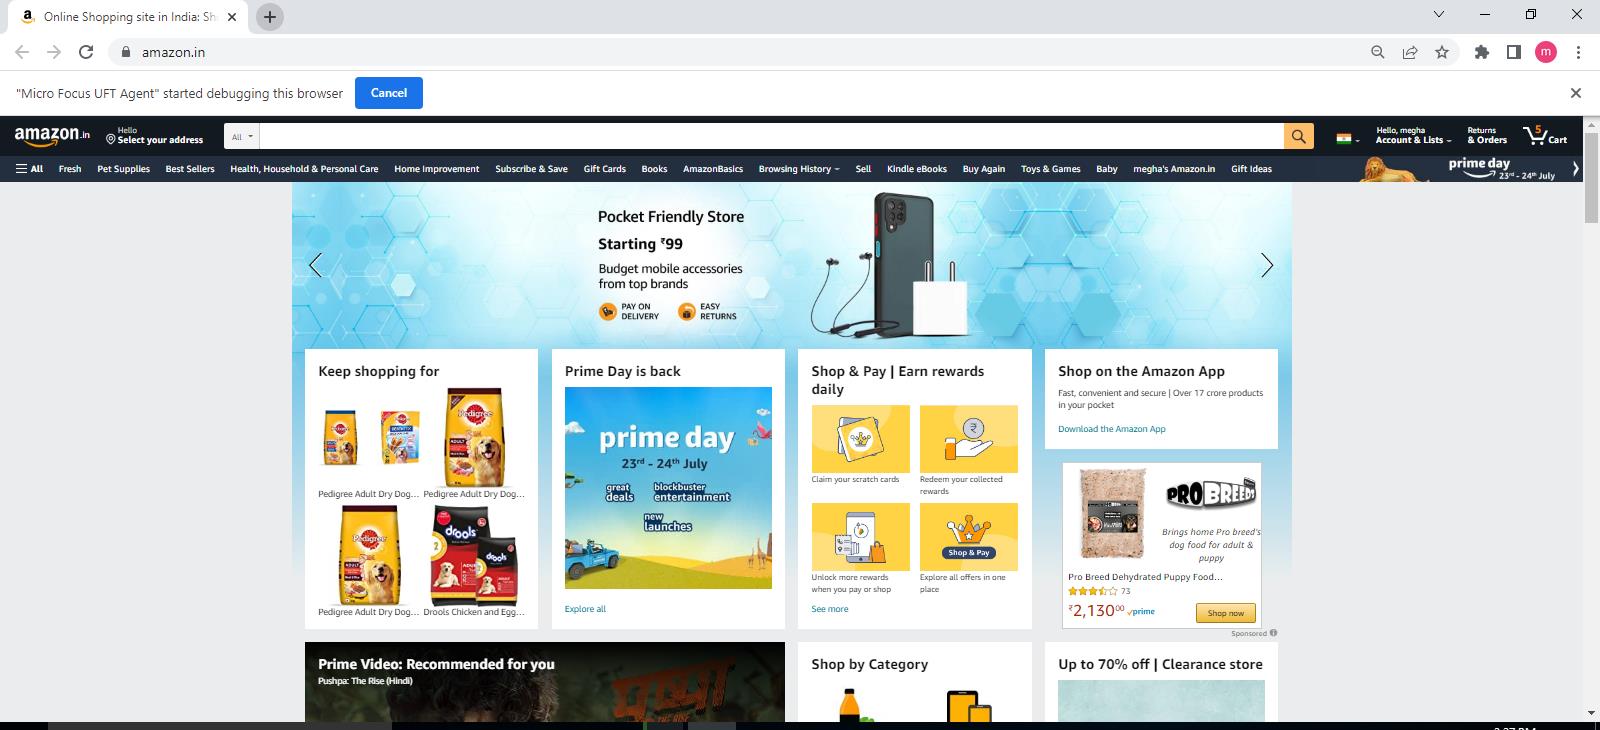 Online Shopping site in India: Sh
amazon.in
m
"Micro Focus UFT Agent" started debugging this browser
Cancel
amazon.in
Hello
Select your address
All
Hello, megha
Account & Lists
Returns
& Orders
5
Cart
All
Fresh
Pet Supplies
Best Sellers
Health, Household & Personal Care
Home Improvement
Subscribe & Save
Gift Cards
Books
AmazonBasics
Browsing History
Sell
Kindle eBooks
Buy Again
Toys & Games
Baby
megha's Amazon.in
Gift Ideas
prime day
23rd - 24th July
Pocket Friendly Store
Starting ₹99
Budget mobile accessories
from top brands
PAY ON
DELIVERY
EASY
RETURNS
Keep shopping for
Pedigree
Pedigree Adult Dry Dog...
Pedigree Adult Dry Dog...
Pedigree
drools
drools
Pedigree Adult Dry Dog...
Drools Chicken and Egg...
Prime Day is back
prime day
23rd - 24th July
great
deals
blockbuster
entertainment
new
launches
Explore all
Shop & Pay | Earn rewards
daily
Claim your scratch cards
Redeem your collected
rewards
Shop & Pay
Unlock more rewards
when you pay or shop
Explore all offers in one
place
See more
Shop on the Amazon App
Fast, convenient and secure | Over 17 crore products
in your pocket
Download the Amazon App
PRO BREED
Brings home Pro breed's
dog food for adult &
puppy
Pro Breed Dehydrated Puppy Food...
73
₹2,130.00 prime
Shop now
Sponsored
Prime Video: Recommended for you
Pushpa: The Rise (Hindi)
पुष्पा
THE RISE
Shop by Category
Up to 70% off | Clearance store